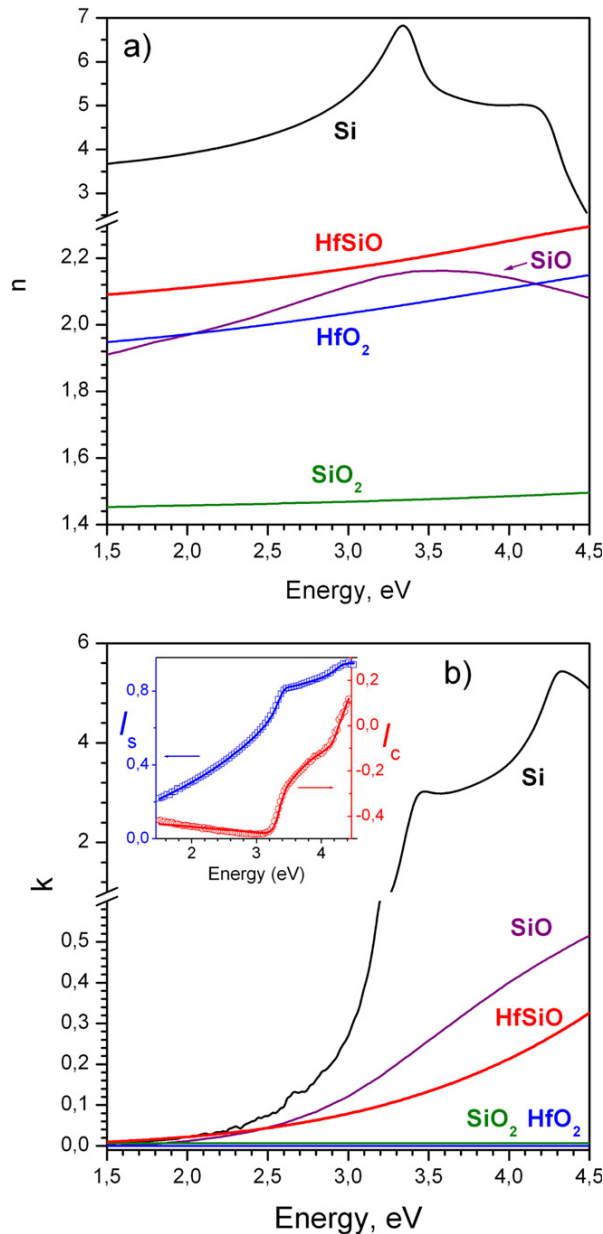 a)
7
6
5
4
3
Si
HfSiO
SiO
HfO2
SiO2
2,2
2,0
1,8
1,6
1,4
n
1,5 2,0 2,5 3,0 3,5 4,0 4,5
Energy, eV
b)
6
4
2
0,5
0,4
0,3
0,2
0,1
0,0
k
0,8
0,4
0,0
Is
0,2
0,0
-0,2
-0,4
Ic
2 3 4
Energy (eV)
Si
SiO
HfSiO
SiO2 HfO2
1,5 2,0 2,5 3,0 3,5 4,0 4,5
Energy, eV